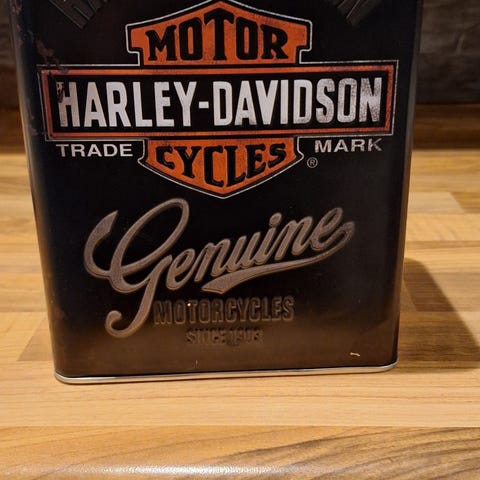 MOTOR
HARLEY-DAVIDSON
TRADE MARK
CYCLES ®
Genuine
MOTORCYCLES
SINCE 1903